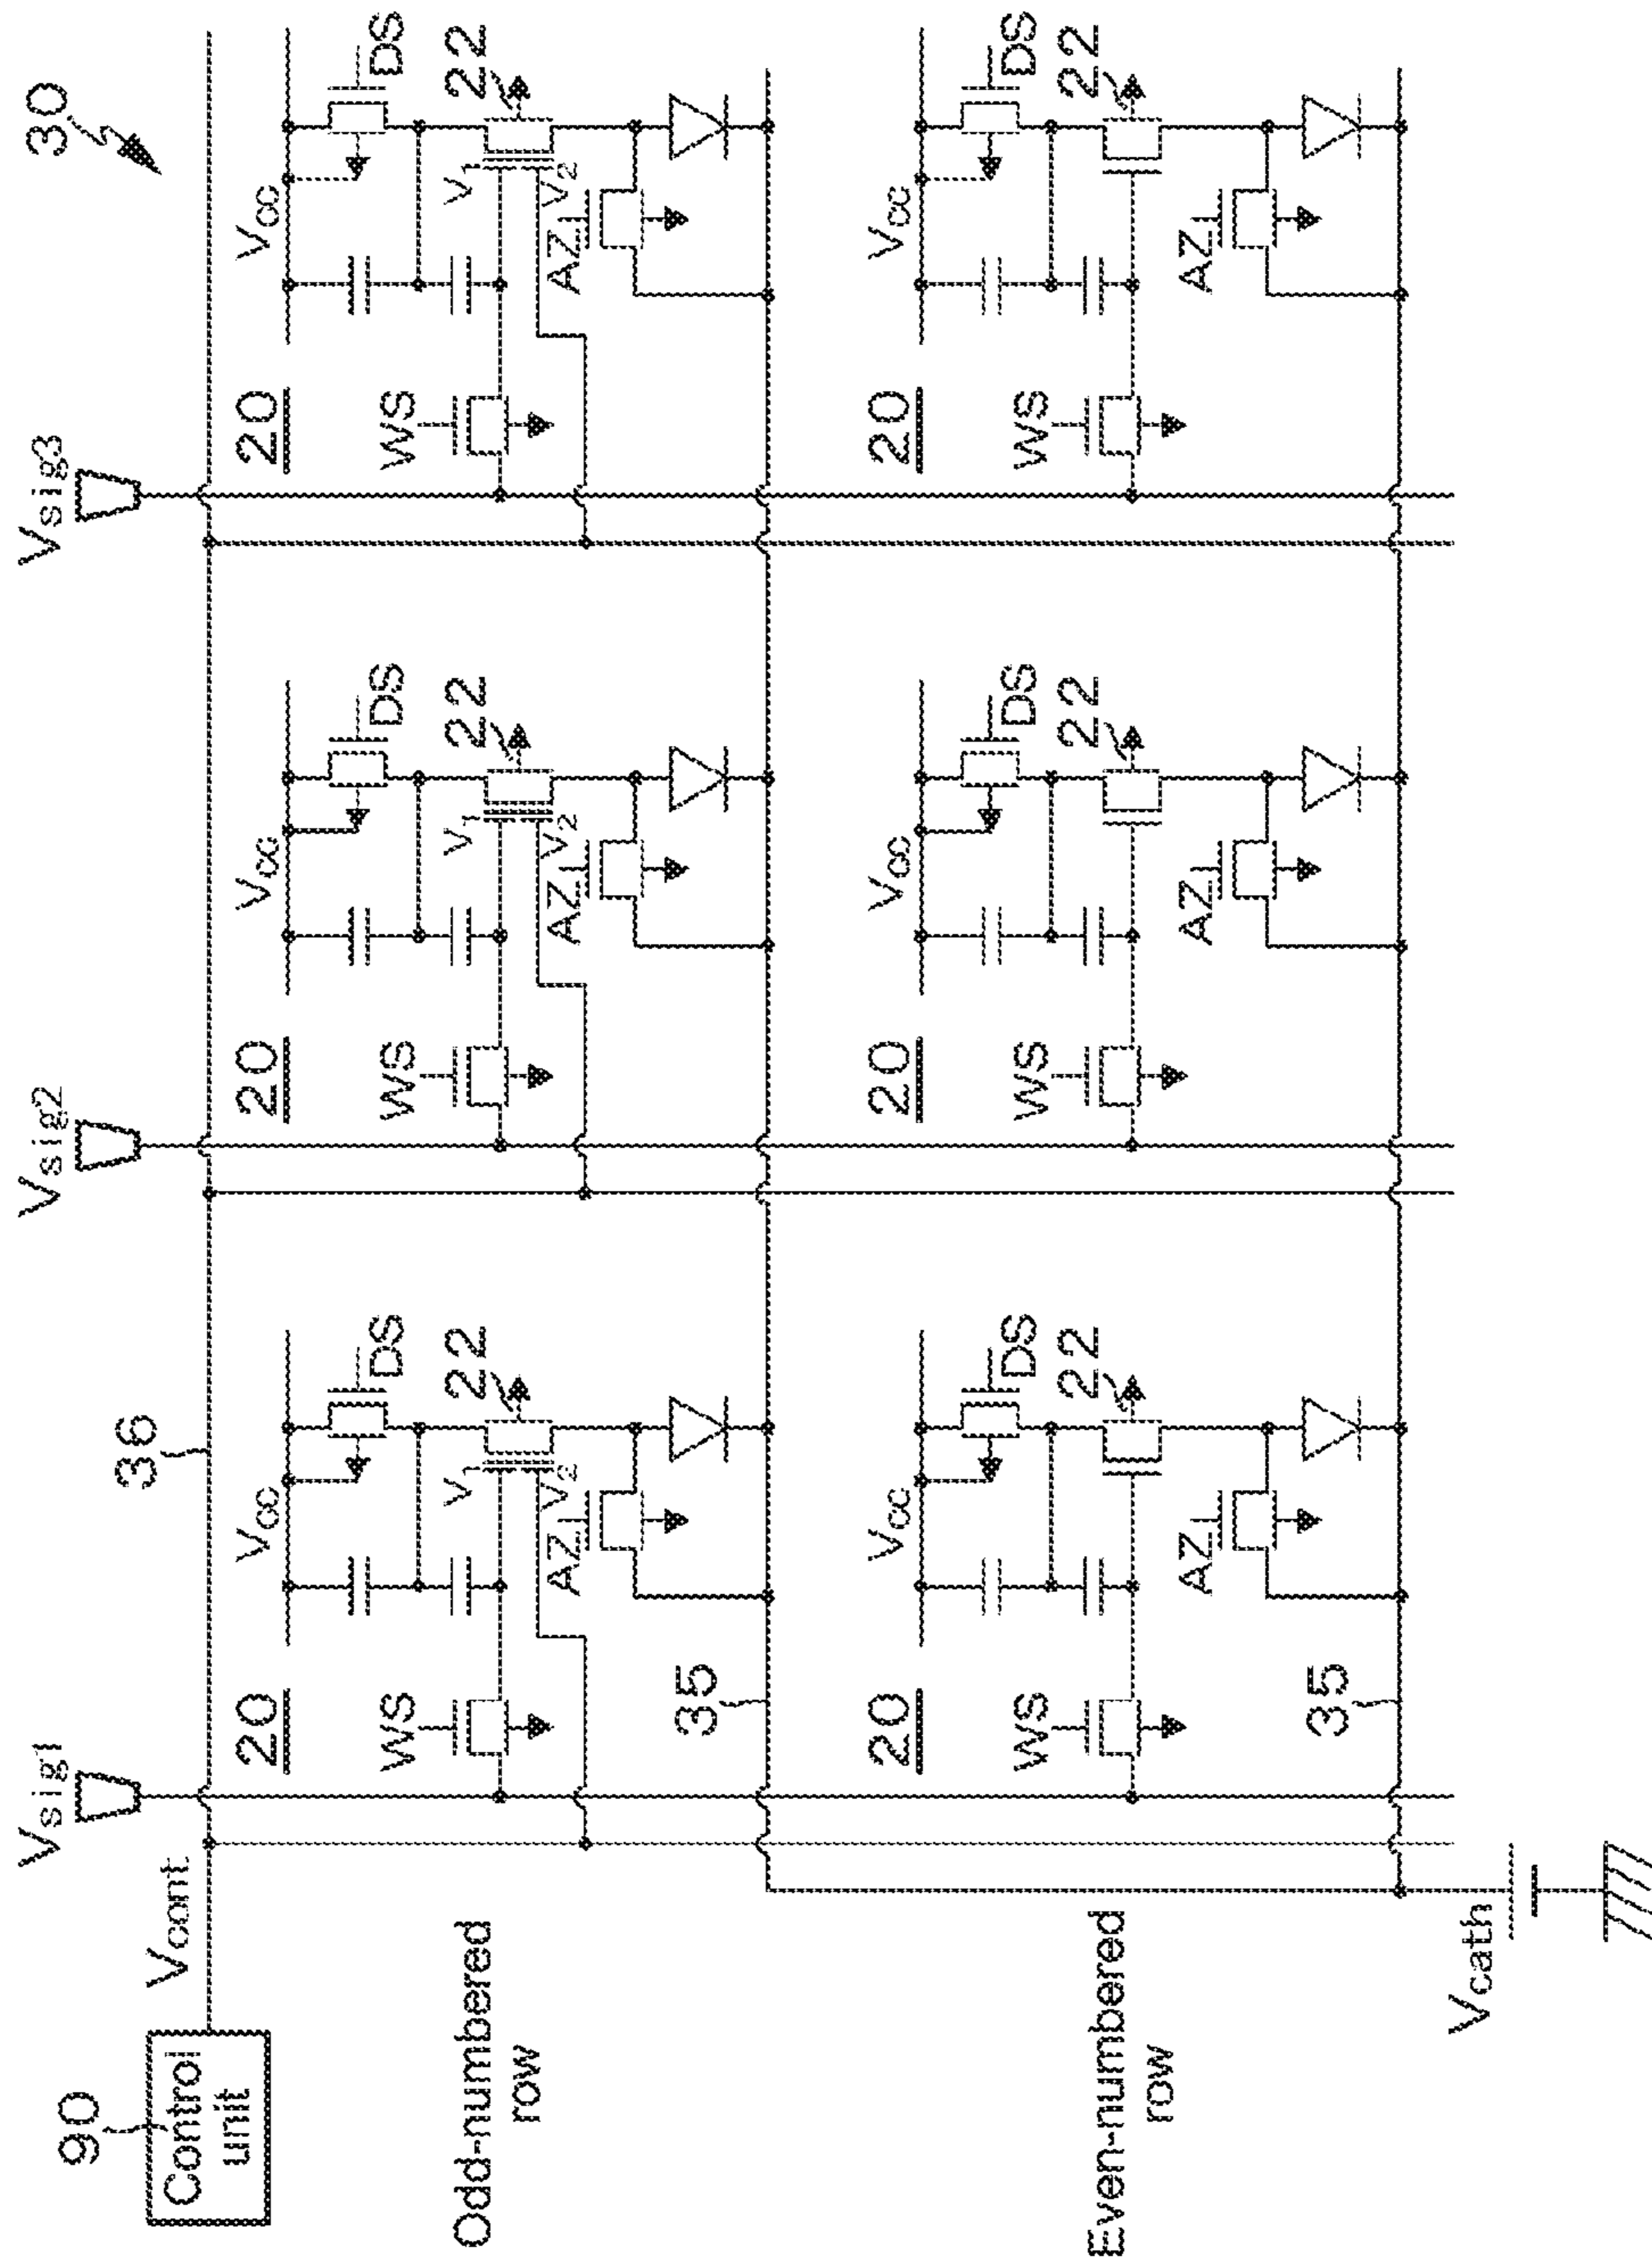 30
Vsig1
Vsig2
Vsig3
90
Control
unit
Vcont
36
Odd-numbered
row
20
Vcc
DS
WS
V1
22
V2
AZ
35
20
Vcc
DS
WS
V1
22
V2
AZ
20
Vcc
DS
WS
V1
22
V2
AZ
Even-numbered
row
20
Vcc
DS
WS
22
AZ
35
20
Vcc
DS
WS
22
AZ
20
Vcc
DS
WS
22
AZ
Vcath